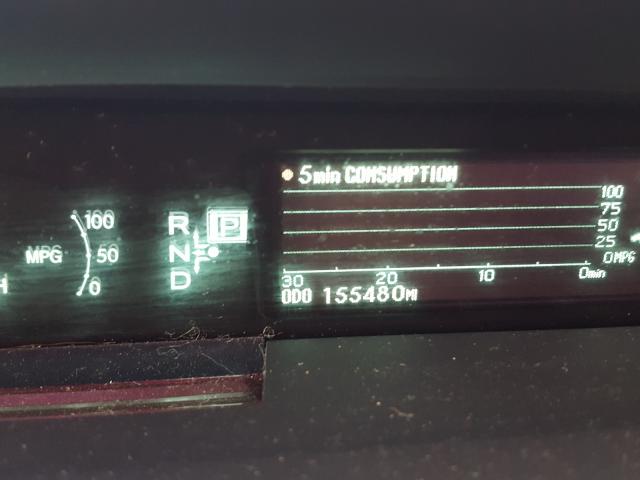 5min CONSUMPTION
100
75
50
25
0MPG
30 20 10 0min
ODO 155480MI
MPG
100
50
0
R P
N
D
H